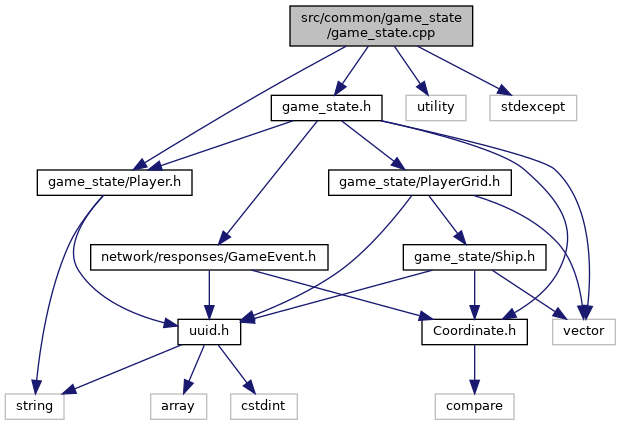 src/common/game_state
/game_state.cpp
game_state.h
utility
stdexcept
game_state/Player.h
game_state/PlayerGrid.h
network/responses/GameEvent.h
game_state/Ship.h
uuid.h
Coordinate.h
vector
string
array
cstdint
compare